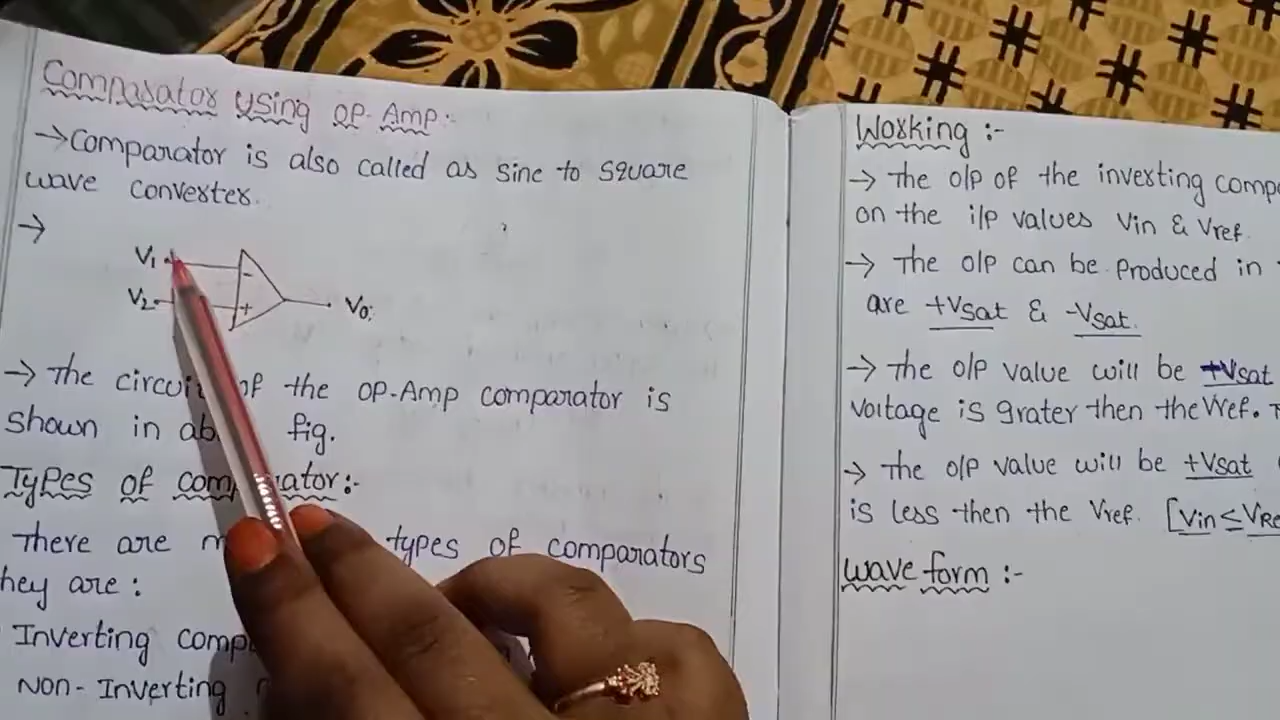 Comparator using OP-Amp:-
→Comparator is also called as sine to square
wave converter.
→
V1
-
V2
+
Vo:
→ The circuit of the OP-Amp comparator is
shown in ab fig.
Types of comparator:-
There are types of comparators
hey are:
Inverting comp
Non-Inverting
Working :-
→ The o/p of the inverting comp
on the i/p values Vin & Vref.
→ The o/p can be produced in
are +Vsat & -Vsat.
→ The o/p value will be +Vsat
voltage is grater then the Vref.
→ The o/p value will be +Vsat
is less then the Vref. [Vin≤VRe
Wave form :-